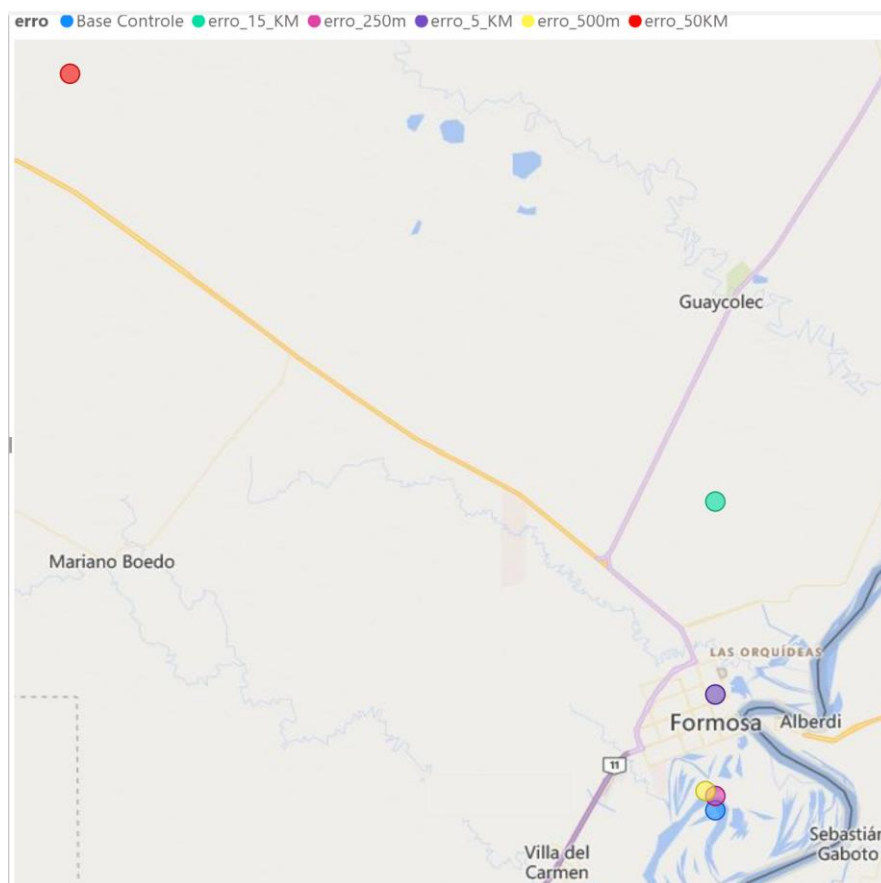 erro Base Controle erro_15_KM erro_250m erro_5_KM erro_500m erro_50KM
Guaycolec
Mariano Boedo
LAS ORQUÍDEAS
Formosa Alberdi
11
Sebastián
Gaboto
Villa del
Carmen